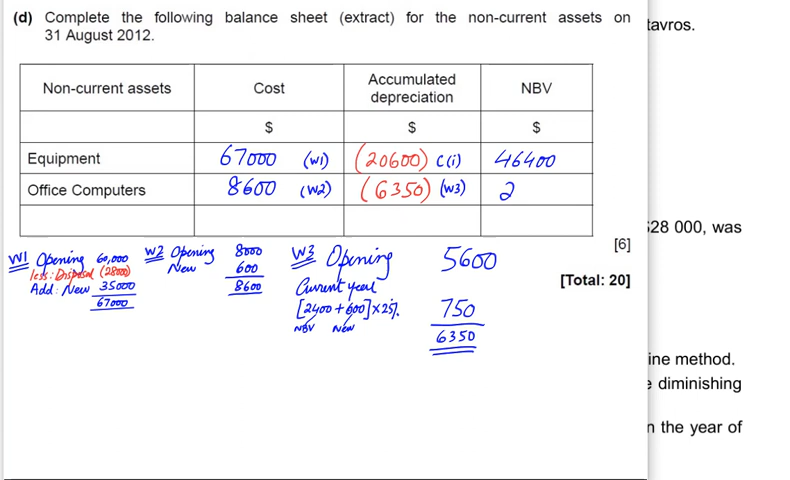 (d) Complete the following balance sheet (extract) for the non-current assets on
31 August 2012.
tavros.
Non-current assets Cost Accumulated depreciation NBV
$ $ $
Equipment 67000 (W1) (20600) C(i) 46400
Office Computers 8600 (W2) (6350) (W3) 2
[6]
[Total: 20]
W1 Opening 60,000
less: Disposal (28000)
Add: New 35000
67000
W2 Opening 8000
New 600
8600
W3 Opening 5600
Current year
[2400 + 600] x 25% 750
NBV New
6350
$28 000, was
ine method.
e diminishing
n the year of